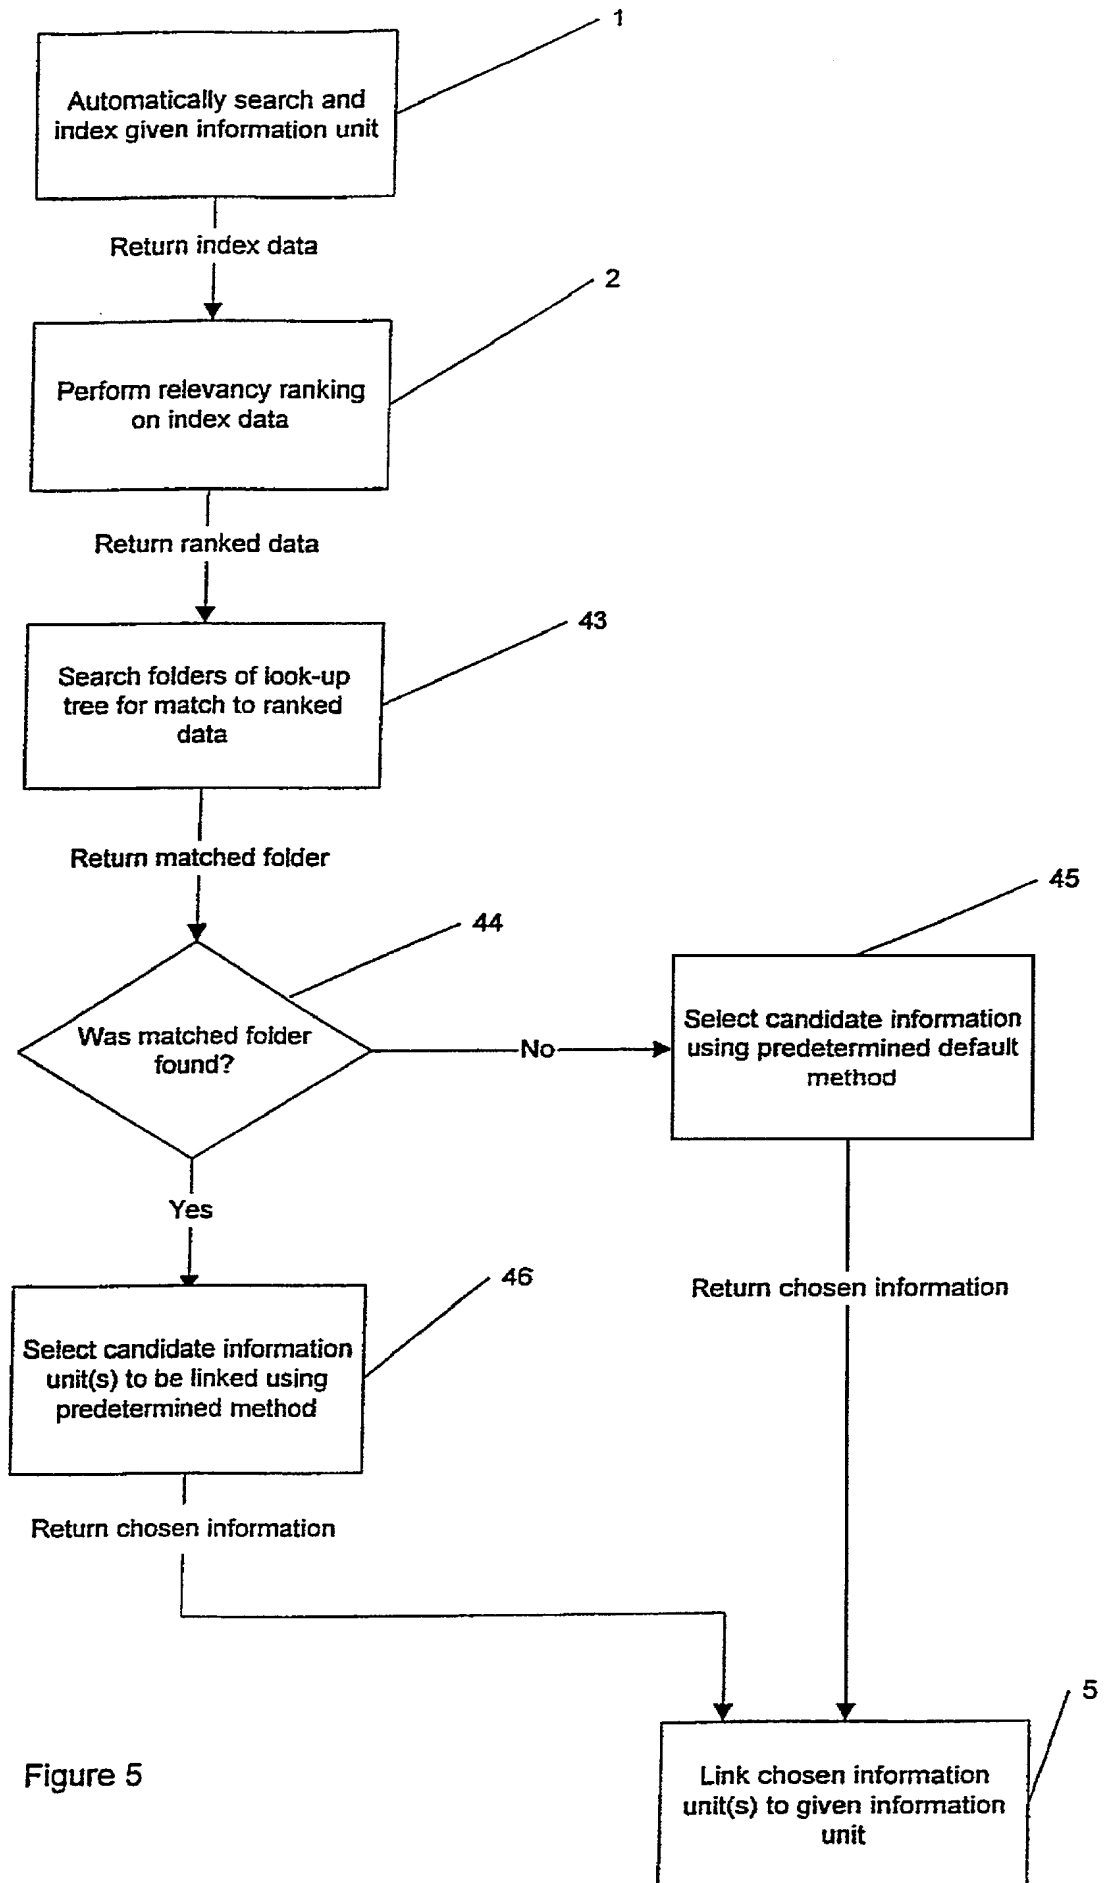 1
Automatically search and
index given information unit
Return index data
2
Perform relevancy ranking
on index data
Return ranked data
43
Search folders of look-up
tree for match to ranked
data
Return matched folder
44
Was matched folder
found?
No
45
Select candidate information
using predetermined default
method
Yes
46
Select candidate information
unit(s) to be linked using
predetermined method
Return chosen information
Return chosen information
5
Link chosen information
unit(s) to given information
unit
Figure 5